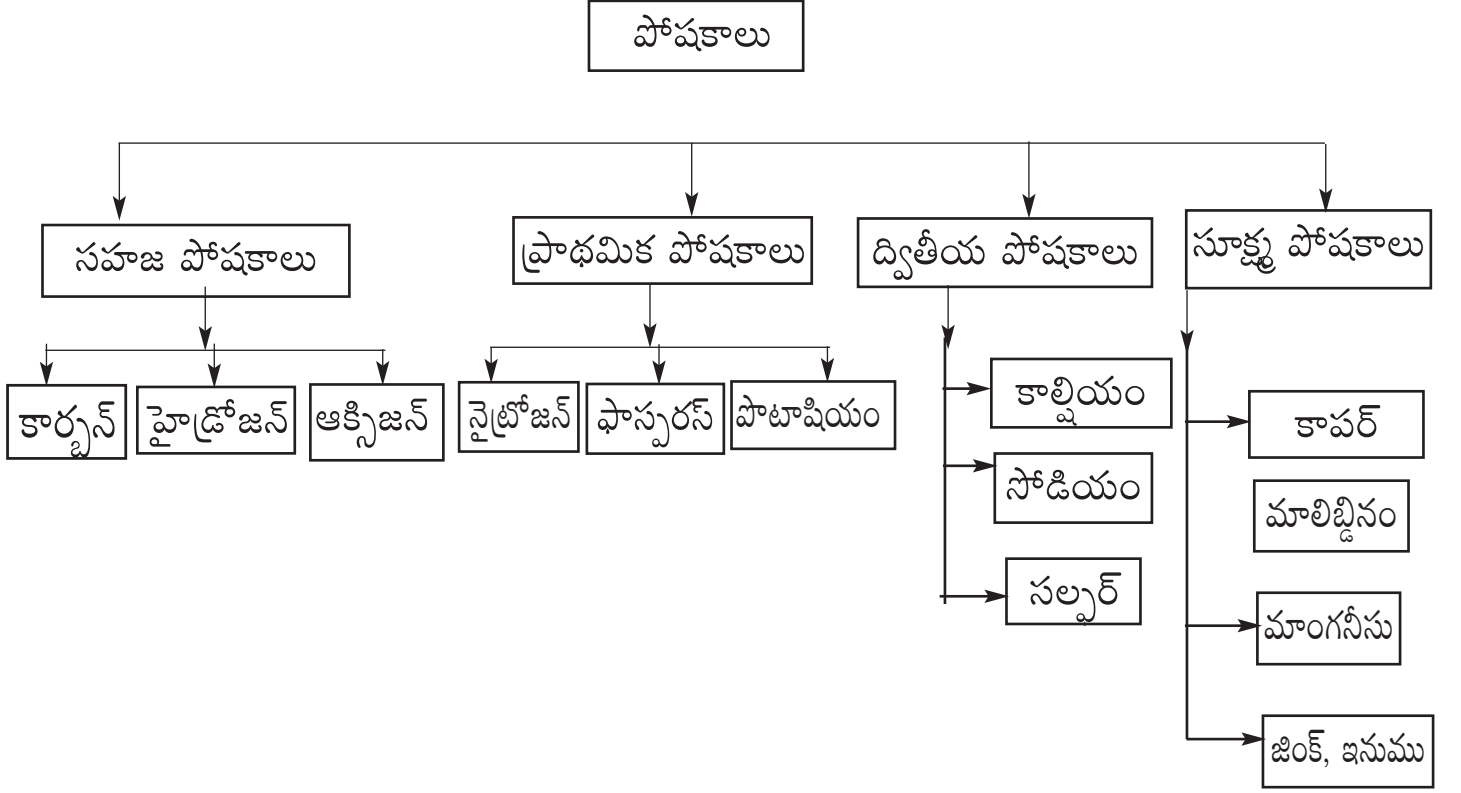 పోషకాలు
సహజ పోషకాలు
ప్రాథమిక పోషకాలు
ద్వితీయ పోషకాలు
సూక్ష్మ పోషకాలు
కార్బన్
హైడ్రోజన్
ఆక్సిజన్
నైట్రోజన్
ఫాస్పరస్
పొటాషియం
కాల్షియం
సోడియం
సల్ఫర్
కాపర్
మాలిబ్డినం
మాంగనీసు
జింక్, ఇనుము